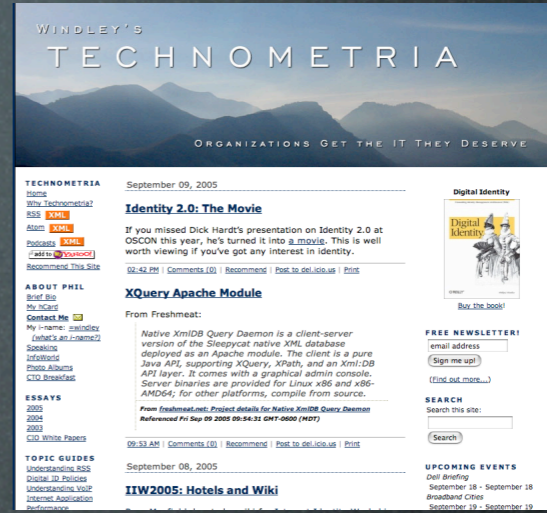 WINDLEY'S
TECHNOMETRIA
ORGANIZATIONS GET THE IT THEY DESERVE
TECHNOMETRIA
Home
Why Technometria?
RSS XML
Atom XML
Podcasts XML
add to YAHOO!
Recommend This Site
ABOUT PHIL
Brief Bio
My hCard
Contact Me
My i-name: =windley
(what's an i-name?)
Speaking
InfoWorld
Photo Albums
CTO Breakfast
ESSAYS
2005
2004
2003
CIO White Papers
TOPIC GUIDES
Understanding RSS
Digital ID Policies
Understanding VoIP
Internet Application
Performance
September 09, 2005
Identity 2.0: The Movie
If you missed Dick Hardt's presentation on Identity 2.0 at
OSCON this year, he's turned it into a movie. This is well
worth viewing if you've got any interest in identity.
02:42 PM | Comments (0) | Recommend | Post to del.icio.us | Print
XQuery Apache Module
From Freshmeat:
Native XmlDB Query Daemon is a client-server
version of the Sleepycat native XML database
deployed as an Apache module. The client is a pure
Java API, supporting XQuery, XPath, and an Xml:DB
API layer. It comes with a graphical admin console.
Server binaries are provided for Linux x86 and x86-
AMD64; for other platforms, compile from source.
From freshmeat.net: Project details for Native XmlDB Query Daemon
Referenced Fri Sep 09 2005 09:54:31 GMT-0600 (MDT)
09:53 AM | Comments (0) | Recommend | Post to del.icio.us | Print
September 08, 2005
IIW2005: Hotels and Wiki
Digital Identity
Digital
Identity
Buy the book!
FREE NEWSLETTER!
email address
Sign me up!
(Find out more...)
SEARCH
Search this site:
Search
UPCOMING EVENTS
Dell Briefing
September 18 - September 18
Broadband Cities
September 19 - September 19